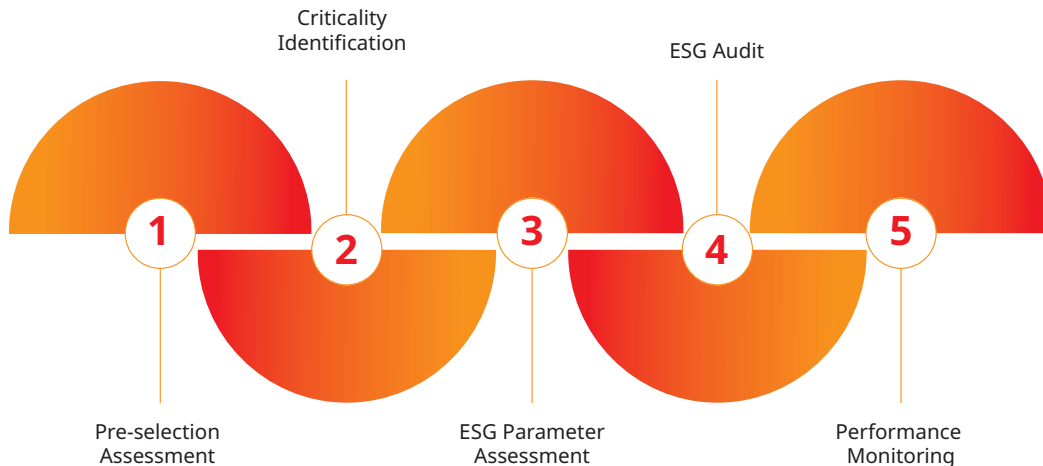 Criticality
Identification
ESG Audit
1
2
3
4
5
Pre-selection
Assessment
ESG Parameter
Assessment
Performance
Monitoring